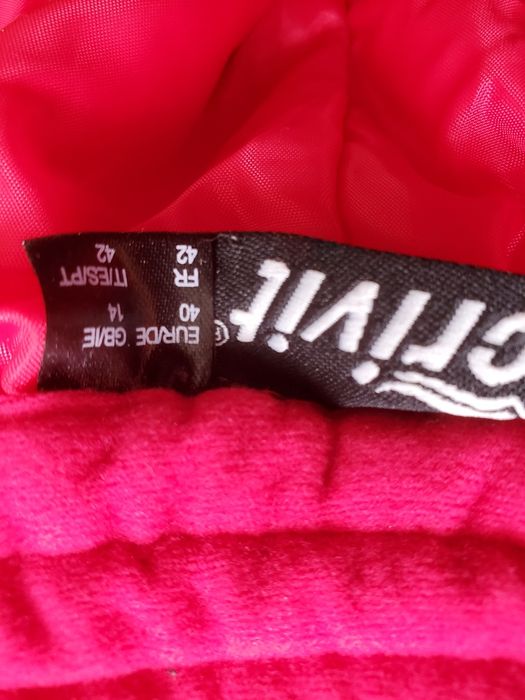 crivit®
EUR/DE GB/IE
40 14
FR IT/ES/PT
42 42